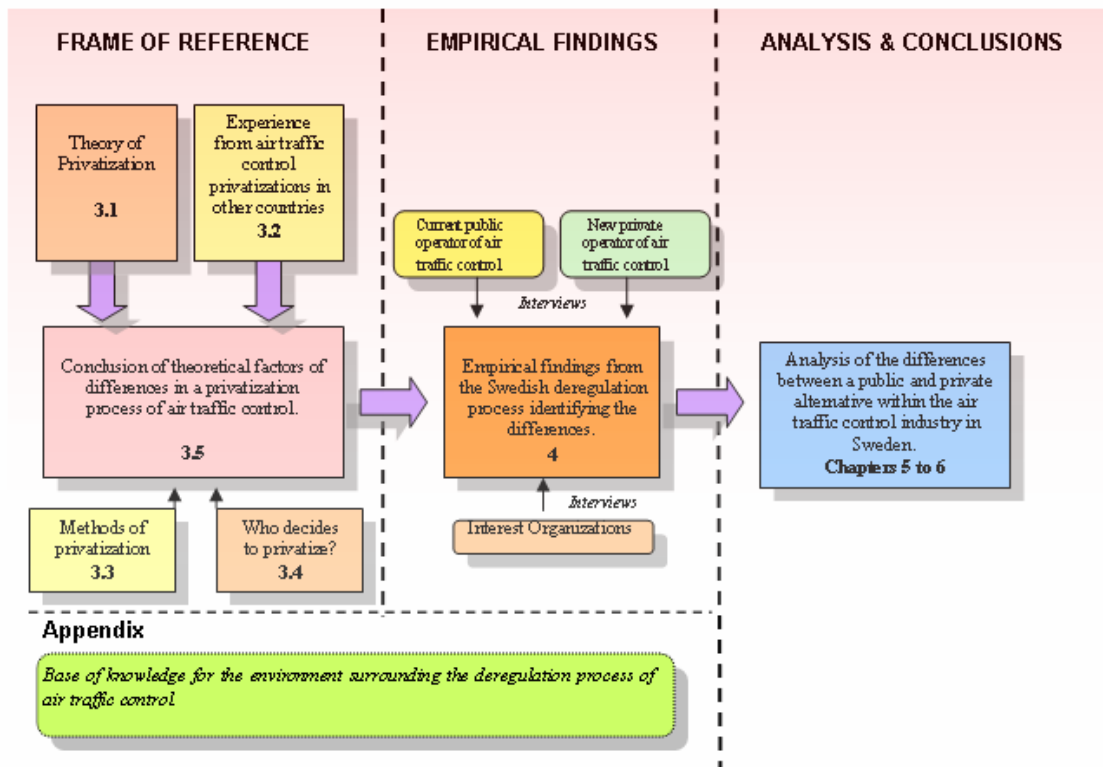 FRAME OF REFERENCE
EMPIRICAL FINDINGS
ANALYSIS & CONCLUSIONS
Theory of
Privatization
3.1
Experience
from air traffic
control
privatizations in
other countries
3.2
Current public
operator of air
traffic control
New private
operator of air
traffic control
Interviews
Conclusion of theoretical factors of
differences in a privatization
process of air traffic control.
3.5
Empirical findings from
the Swedish deregulation
process identifying the
differences.
4
Analysis of the differences
between a public and private
alternative within the air
traffic control industry in
Sweden.
Chapters 5 to 6
Interviews
Interest Organizations
Methods of
privatization
3.3
Who decides
to privatize?
3.4
Appendix
Base of knowledge for the environment surrounding the deregulation process of
air traffic control